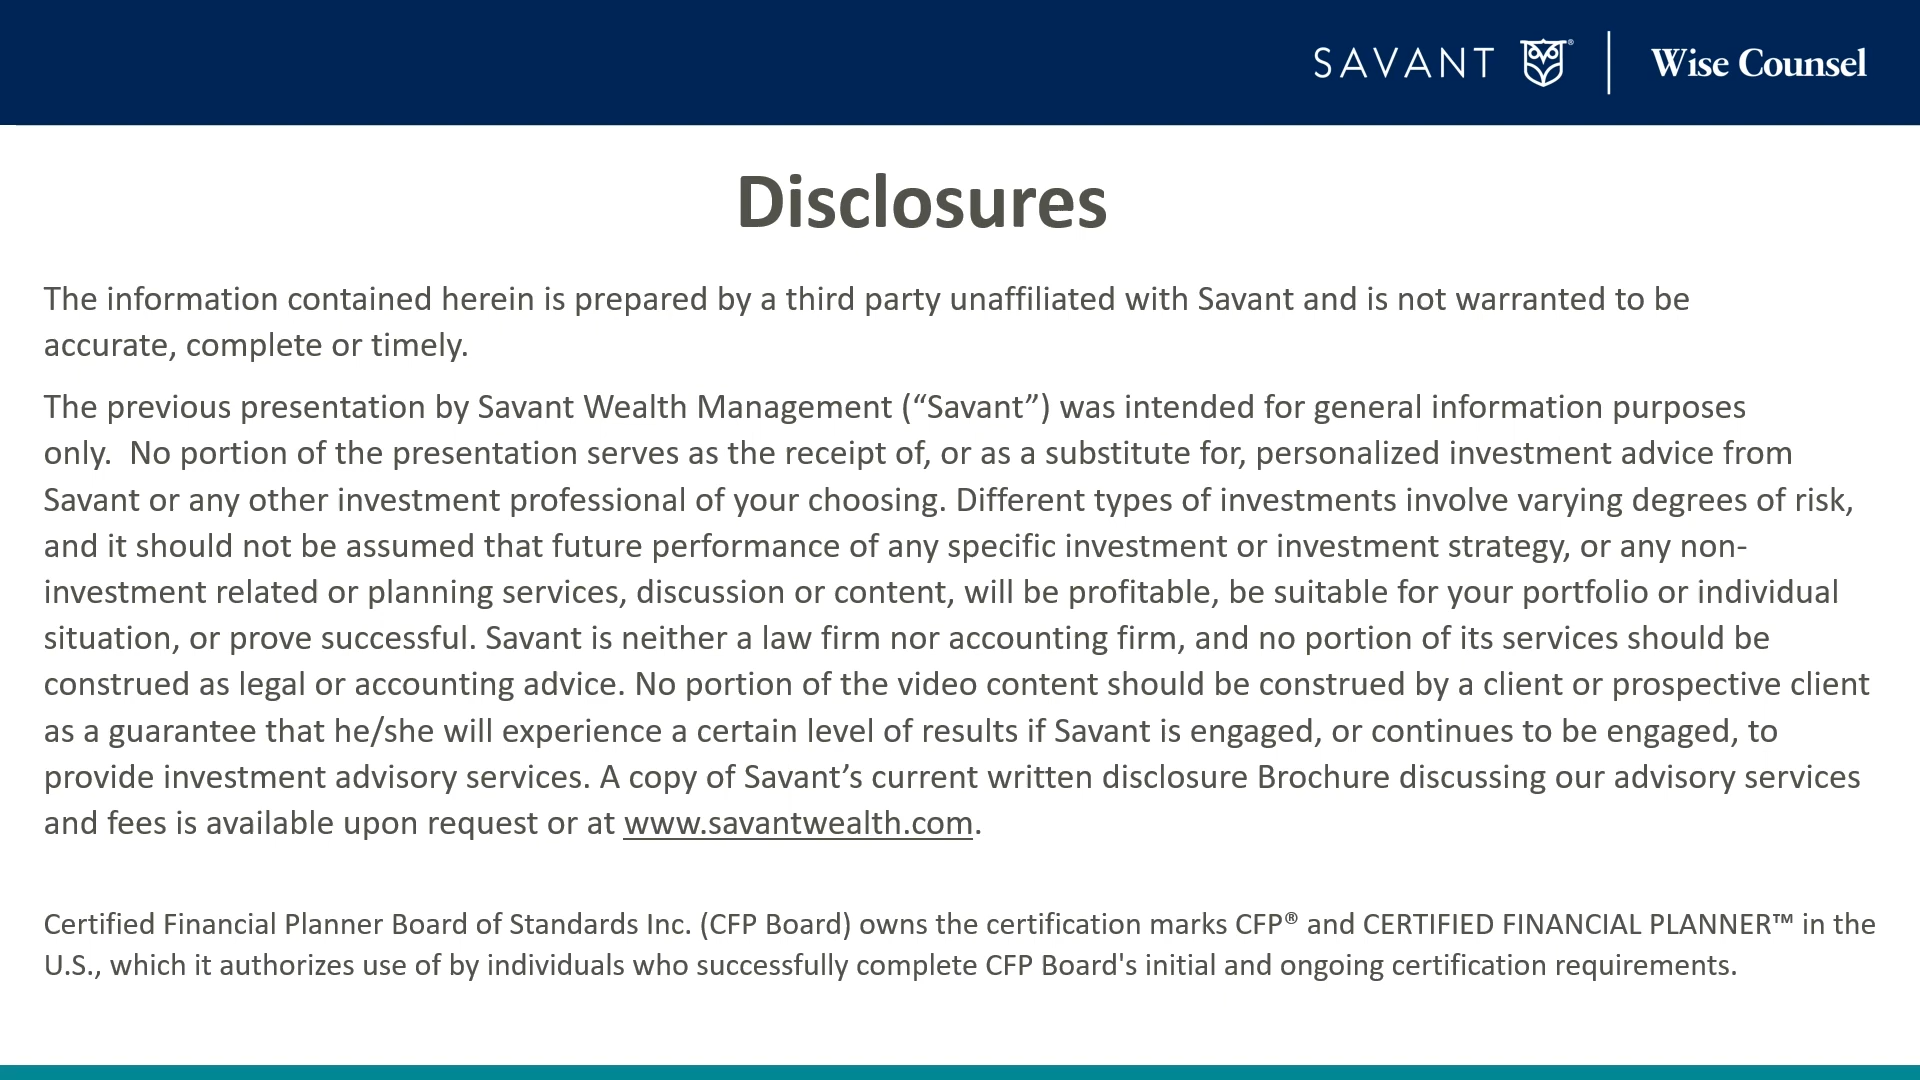 SAVANT ® Wise Counsel
Disclosures
The information contained herein is prepared by a third party unaffiliated with Savant and is not warranted to be
accurate, complete or timely.
The previous presentation by Savant Wealth Management (“Savant”) was intended for general information purposes
only.  No portion of the presentation serves as the receipt of, or as a substitute for, personalized investment advice from
Savant or any other investment professional of your choosing. Different types of investments involve varying degrees of risk,
and it should not be assumed that future performance of any specific investment or investment strategy, or any non-
investment related or planning services, discussion or content, will be profitable, be suitable for your portfolio or individual
situation, or prove successful. Savant is neither a law firm nor accounting firm, and no portion of its services should be
construed as legal or accounting advice. No portion of the video content should be construed by a client or prospective client
as a guarantee that he/she will experience a certain level of results if Savant is engaged, or continues to be engaged, to
provide investment advisory services. A copy of Savant’s current written disclosure Brochure discussing our advisory services
and fees is available upon request or at www.savantwealth.com.
Certified Financial Planner Board of Standards Inc. (CFP Board) owns the certification marks CFP® and CERTIFIED FINANCIAL PLANNER™ in the
U.S., which it authorizes use of by individuals who successfully complete CFP Board's initial and ongoing certification requirements.